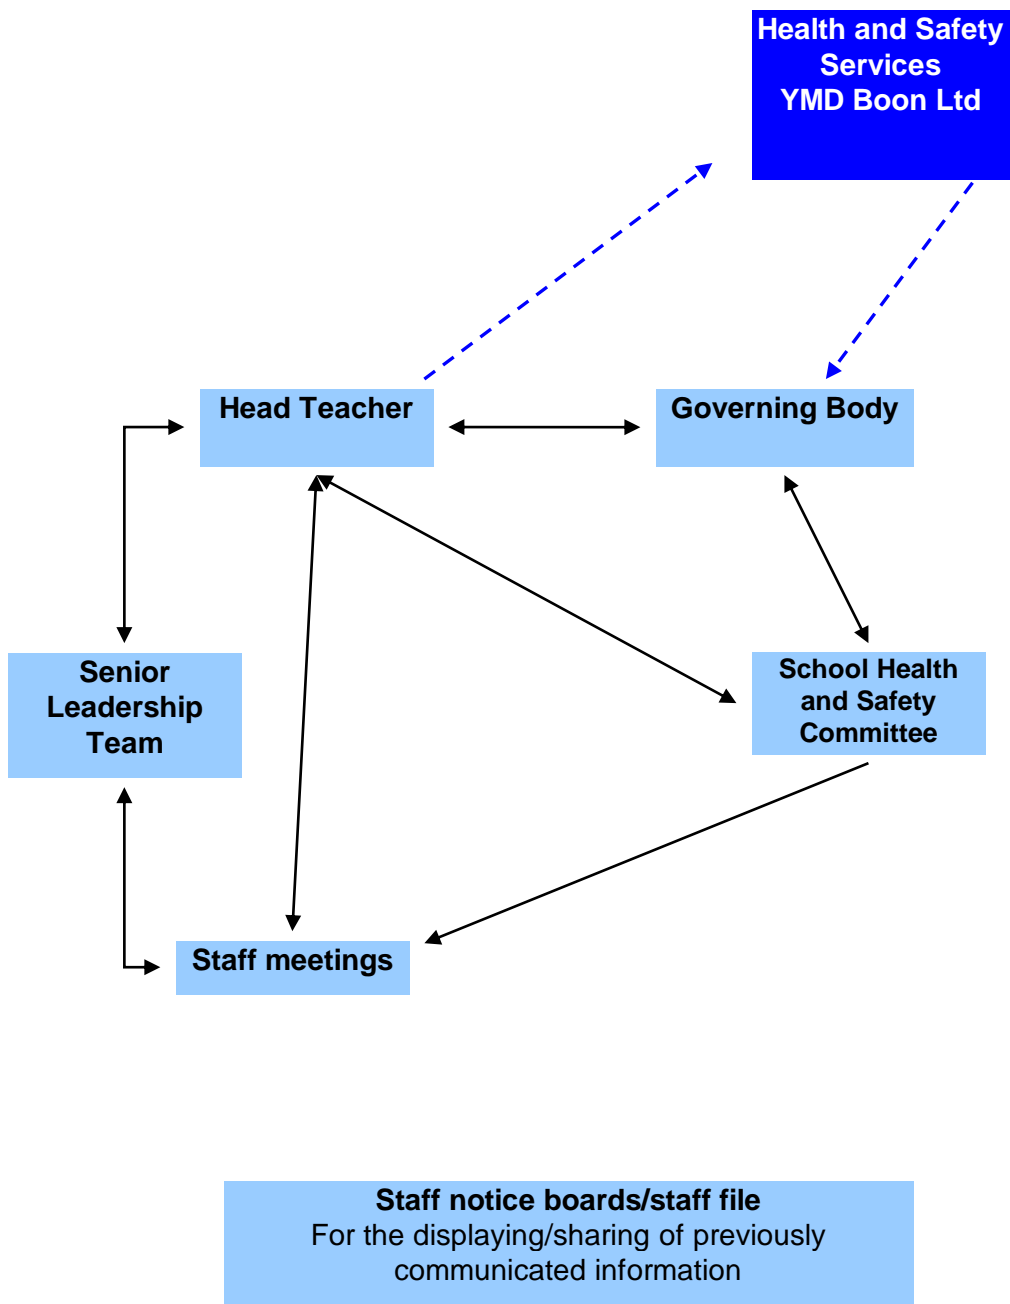 Health and Safety
Services
YMD Boon Ltd
Head Teacher
Governing Body
Senior
Leadership
Team
School Health
and Safety
Committee
Staff meetings
Staff notice boards/staff file
For the displaying/sharing of previously
communicated information